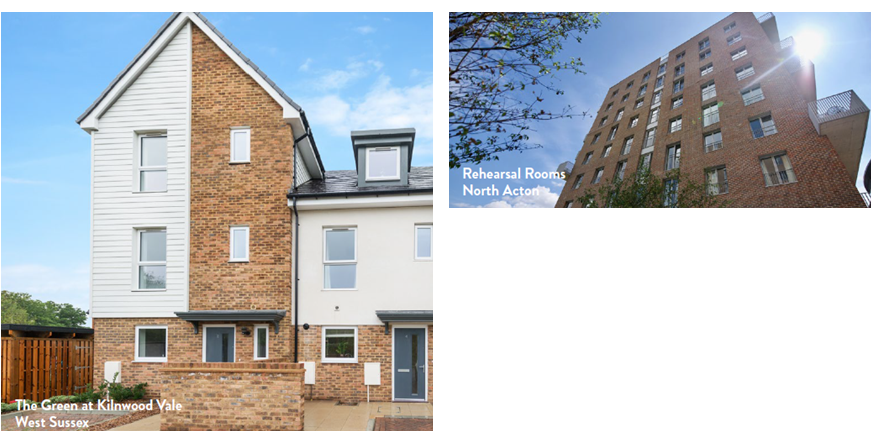 The Green at Kilnwood Vale
West Sussex
Rehearsal Rooms
North Acton